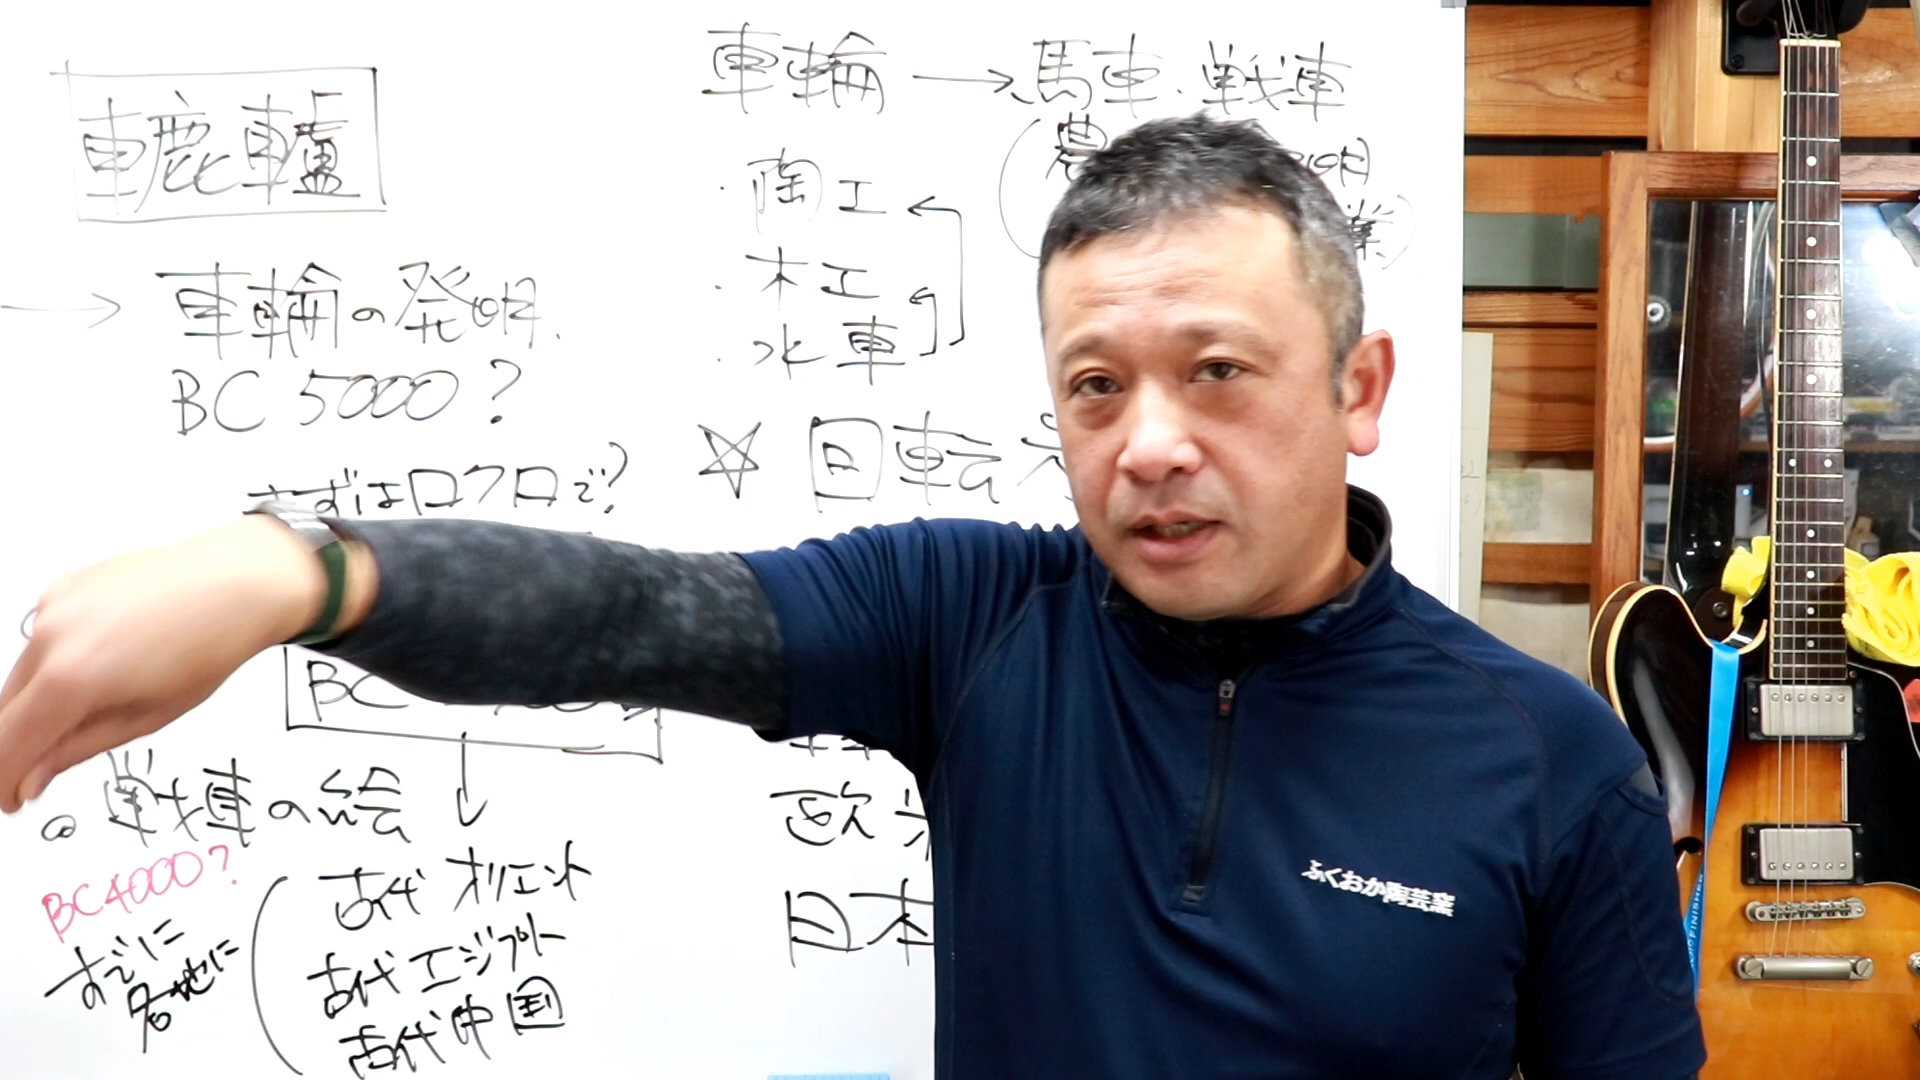 轆轤
→ 車輪の発明.
BC 5000?
まずはロクロで?
BC
◎ 戦車の絵
BC4000?
すでに
各地に
古代オリエント
古代エジプト
古代中国
車輪 → 馬車・戦車
農
・陶工
・木工
・水車
☆ 回転
欧米
日本
ふくおか陶芸窯